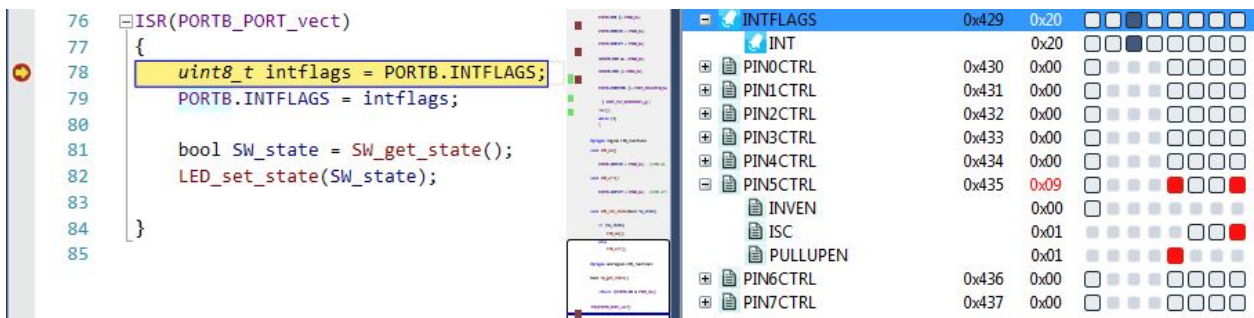 76 ISR(PORTB_PORT_vect)
77 {
78 uint8_t intflags = PORTB.INTFLAGS;
79 PORTB.INTFLAGS = intflags;
80
81 bool SW_state = SW_get_state();
82 LED_set_state(SW_state);
83
84 }
85
INTFLAGS 0x429 0x20
INT 0x20
PIN0CTRL 0x430 0x00
PIN1CTRL 0x431 0x00
PIN2CTRL 0x432 0x00
PIN3CTRL 0x433 0x00
PIN4CTRL 0x434 0x00
PIN5CTRL 0x435 0x09
INVEN 0x00
ISC 0x01
PULLUPEN 0x01
PIN6CTRL 0x436 0x00
PIN7CTRL 0x437 0x00